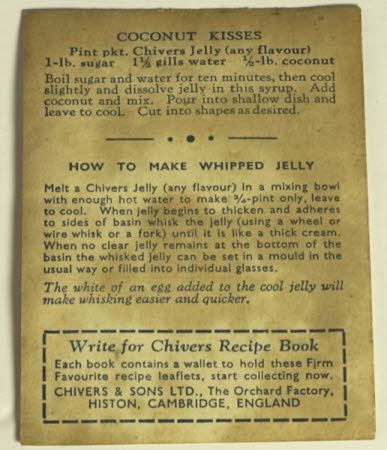 COCONUT KISSES
Pint pkt. Chivers Jelly (any flavour)
1-lb. sugar 1½ gills water ½-lb. coconut
Boil sugar and water for ten minutes, then cool
slightly and dissolve jelly in this syrup. Add
coconut and mix. Pour into shallow dish and
leave to cool. Cut into shapes as desired.
HOW TO MAKE WHIPPED JELLY
Melt a Chivers Jelly (any flavour) in a mixing bowl
with enough hot water to make ¾-pint only, leave
to cool. When jelly begins to thicken and adheres
to sides of basin whisk the jelly (using a wheel or
wire whisk or a fork) until it is like a thick cream.
When no clear jelly remains at the bottom of the
basin the whisked jelly can be set in a mould in the
usual way or filled into individual glasses.
The white of an egg added to the cool jelly will
make whisking easier and quicker.
Write for Chivers Recipe Book
Each book contains a wallet to hold these Firm
Favourite recipe leaflets, start collecting now.
CHIVERS & SONS LTD., The Orchard Factory,
HISTON, CAMBRIDGE, ENGLAND